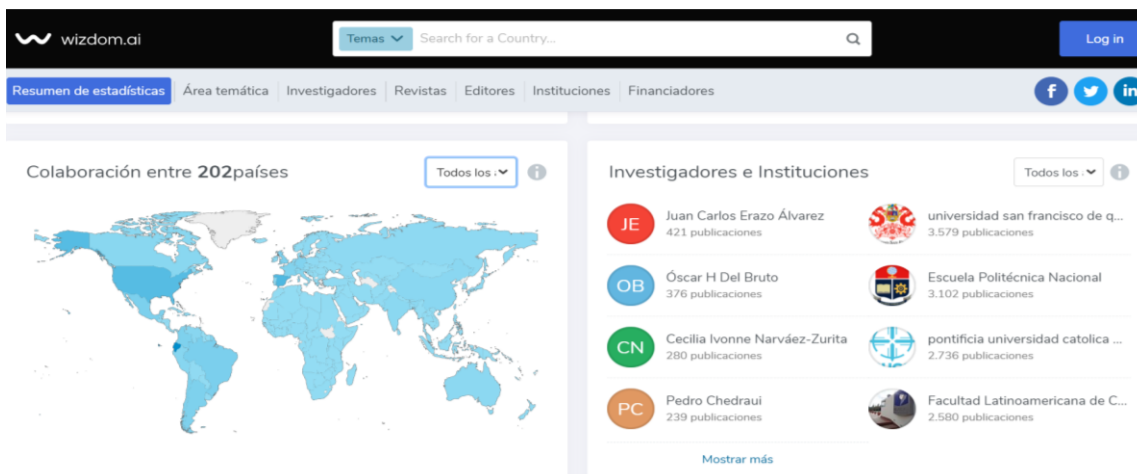 wizdom.ai
Temas
Search for a Country...
Log in
Resumen de estadísticas
Área temática
Investigadores
Revistas
Editores
Instituciones
Financiadores
Colaboración entre 202países
Todos los
Investigadores e Instituciones
Todos los
JE
Juan Carlos Erazo Álvarez
421 publicaciones
universidad san francisco de q...
3.579 publicaciones
OB
Óscar H Del Bruto
376 publicaciones
Escuela Politécnica Nacional
3.102 publicaciones
CN
Cecilia Ivonne Narváez-Zurita
280 publicaciones
pontificia universidad catolica ...
2.736 publicaciones
PC
Pedro Chedraui
239 publicaciones
Facultad Latinoamericana de C...
2.580 publicaciones
Mostrar más